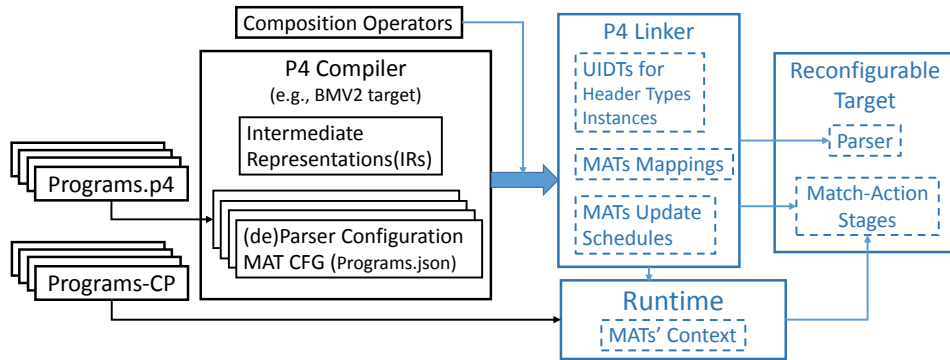 Composition Operators
P4 Compiler
(e.g., BMV2 target)
Intermediate
Representations(IRs)
(de)Parser Configuration
MAT CFG (Programs.json)
Programs.p4
Programs-CP
P4 Linker
UIDTs for
Header Types
Instances
MATs Mappings
MATs Update
Schedules
Reconfigurable
Target
Parser
Match-Action
Stages
Runtime
MATs' Context